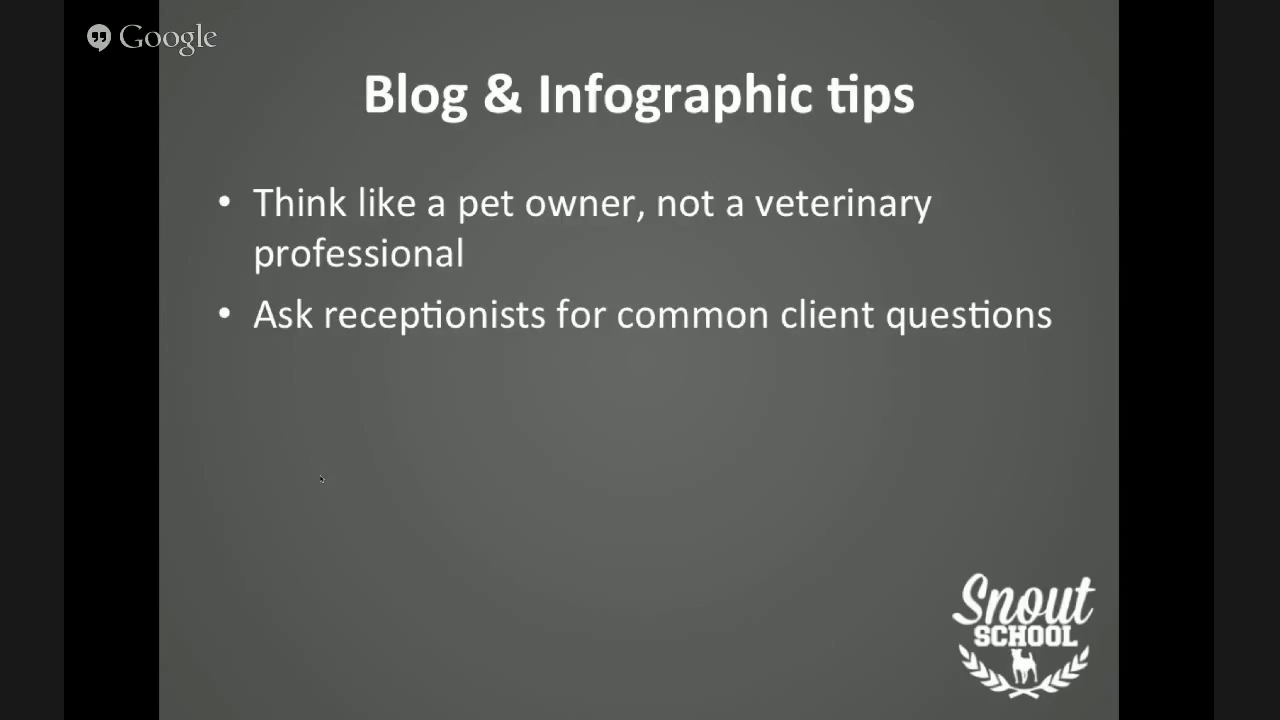 Google
Blog & Infographic tips
• Think like a pet owner, not a veterinary
professional
• Ask receptionists for common client questions
Snout
SCHOOL